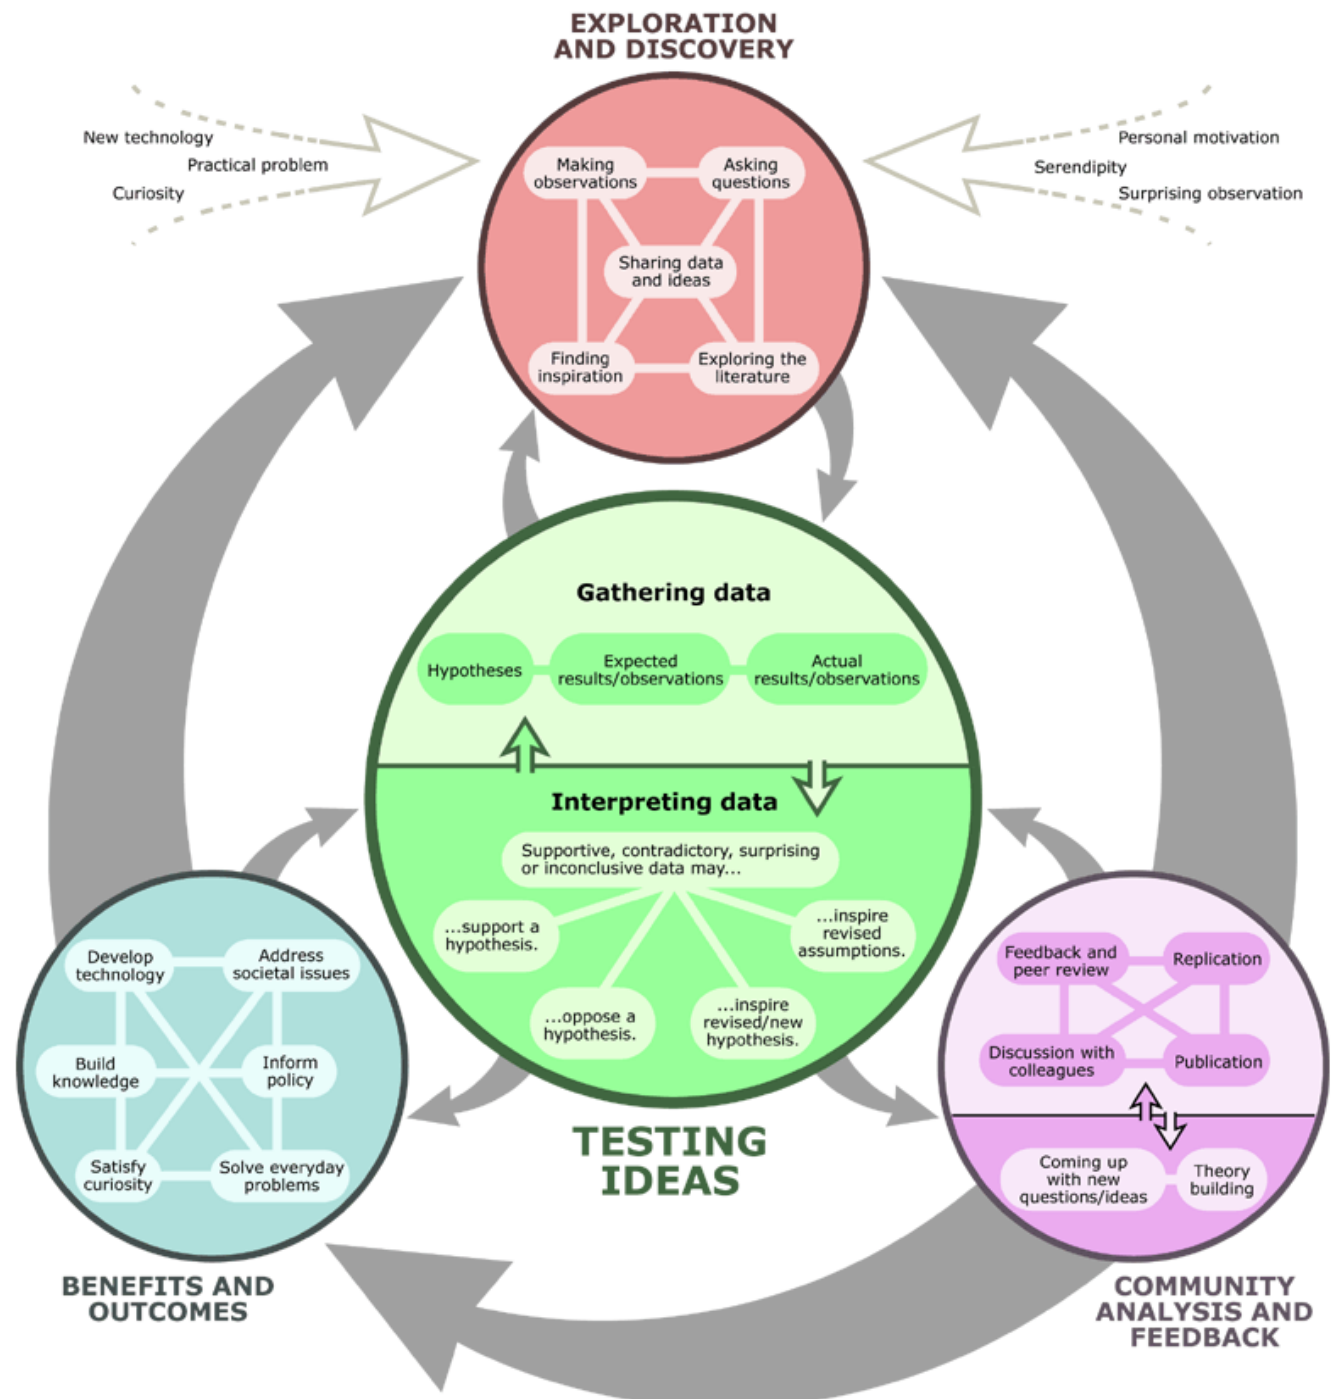 EXPLORATION
AND DISCOVERY
New technology
Practical problem
Curiosity
Personal motivation
Serendipity
Surprising observation
Making
observations
Asking
questions
Sharing data
and ideas
Finding
inspiration
Exploring the
literature
Gathering data
Hypotheses
Expected
results/observations
Actual
results/observations
Interpreting data
Supportive, contradictory, surprising
or inconclusive data may...
...support a
hypothesis.
...oppose a
hypothesis.
...inspire
revised/new
hypothesis.
...inspire
revised
assumptions.
TESTING
IDEAS
Develop
technology
Address
societal issues
Build
knowledge
Inform
policy
Satisfy
curiosity
Solve everyday
problems
BENEFITS AND
OUTCOMES
Feedback and
peer review
Replication
Discussion with
colleagues
Publication
Coming up
with new
questions/ideas
Theory
building
COMMUNITY
ANALYSIS AND
FEEDBACK